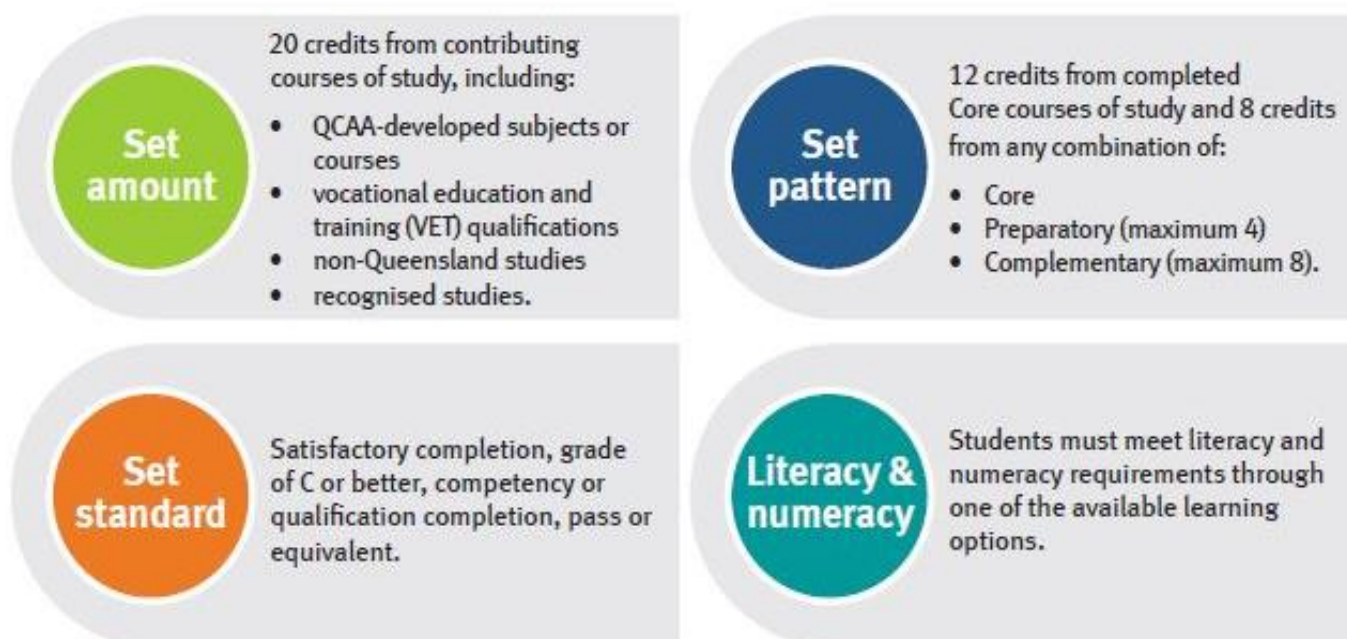 Set
amount
20 credits from contributing
courses of study, including:
• QCAA-developed subjects or
courses
• vocational education and
training (VET) qualifications
• non-Queensland studies
• recognised studies.
Set
pattern
12 credits from completed
Core courses of study and 8 credits
from any combination of:
• Core
• Preparatory (maximum 4)
• Complementary (maximum 8).
Set
standard
Satisfactory completion, grade
of C or better, competency or
qualification completion, pass or
equivalent.
Literacy &
numeracy
Students must meet literacy and
numeracy requirements through
one of the available learning
options.